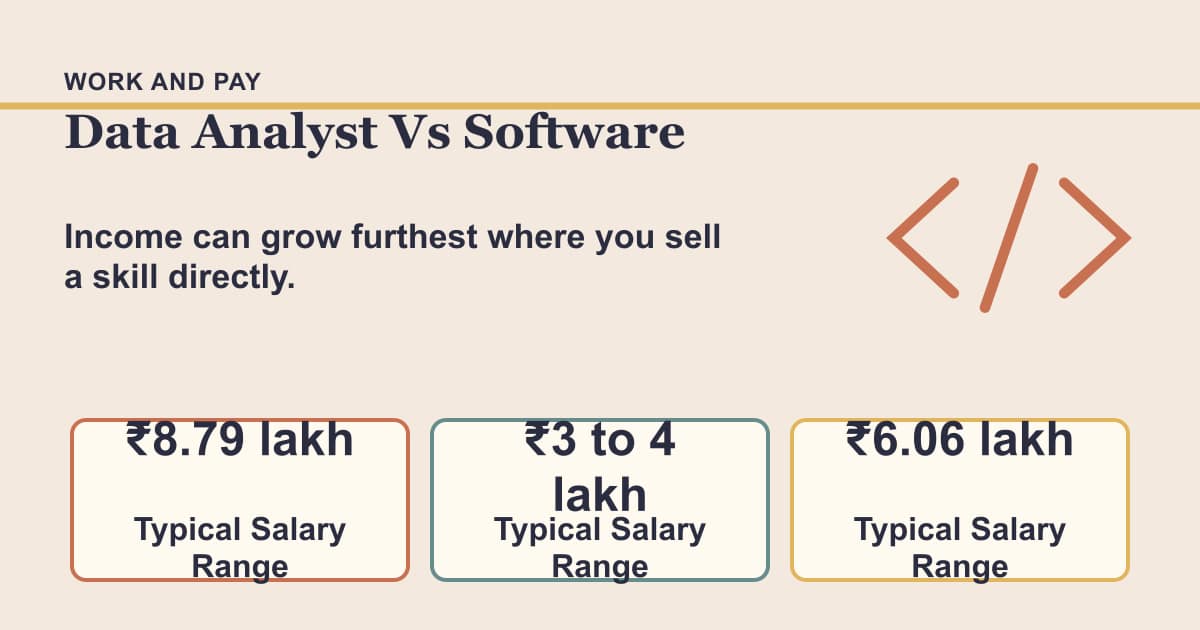 WORK AND PAY
Data Analyst Vs Software
Income can grow furthest where you sell
a skill directly.
₹8.79 lakh
Typical Salary
Range
₹3 to 4
lakh
Typical Salary
Range
₹6.06 lakh
Typical Salary
Range